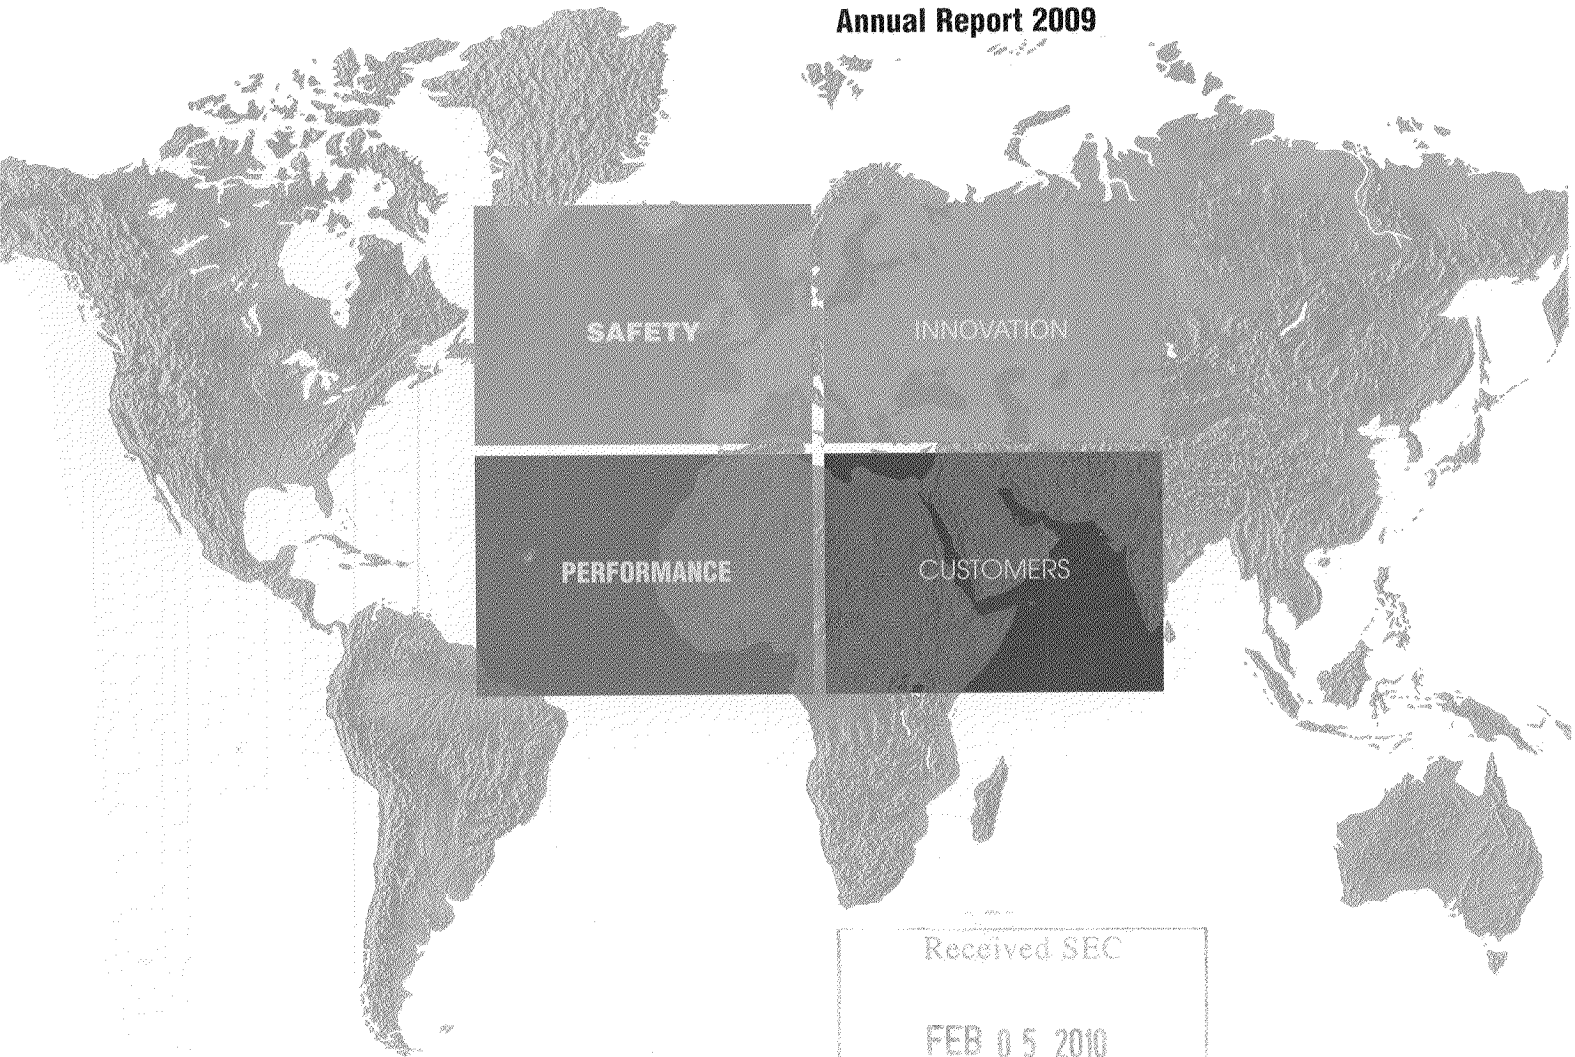 Annual Report 2009
SAFETY
INNOVATION
PERFORMANCE
CUSTOMERS
Received SEC
FEB 05 2010